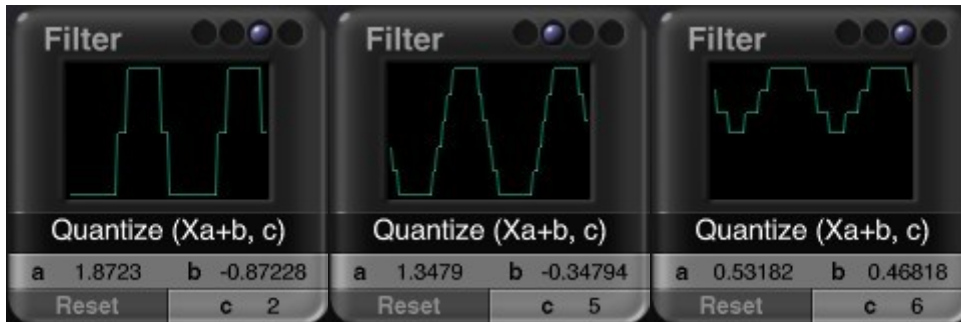 Filter
Quantize (Xa+b, c)
a 1.8723 b -0.87228
Reset c 2
Filter
Quantize (Xa+b, c)
a 1.3479 b -0.34794
Reset c 5
Filter
Quantize (Xa+b, c)
a 0.53182 b 0.46818
Reset c 6